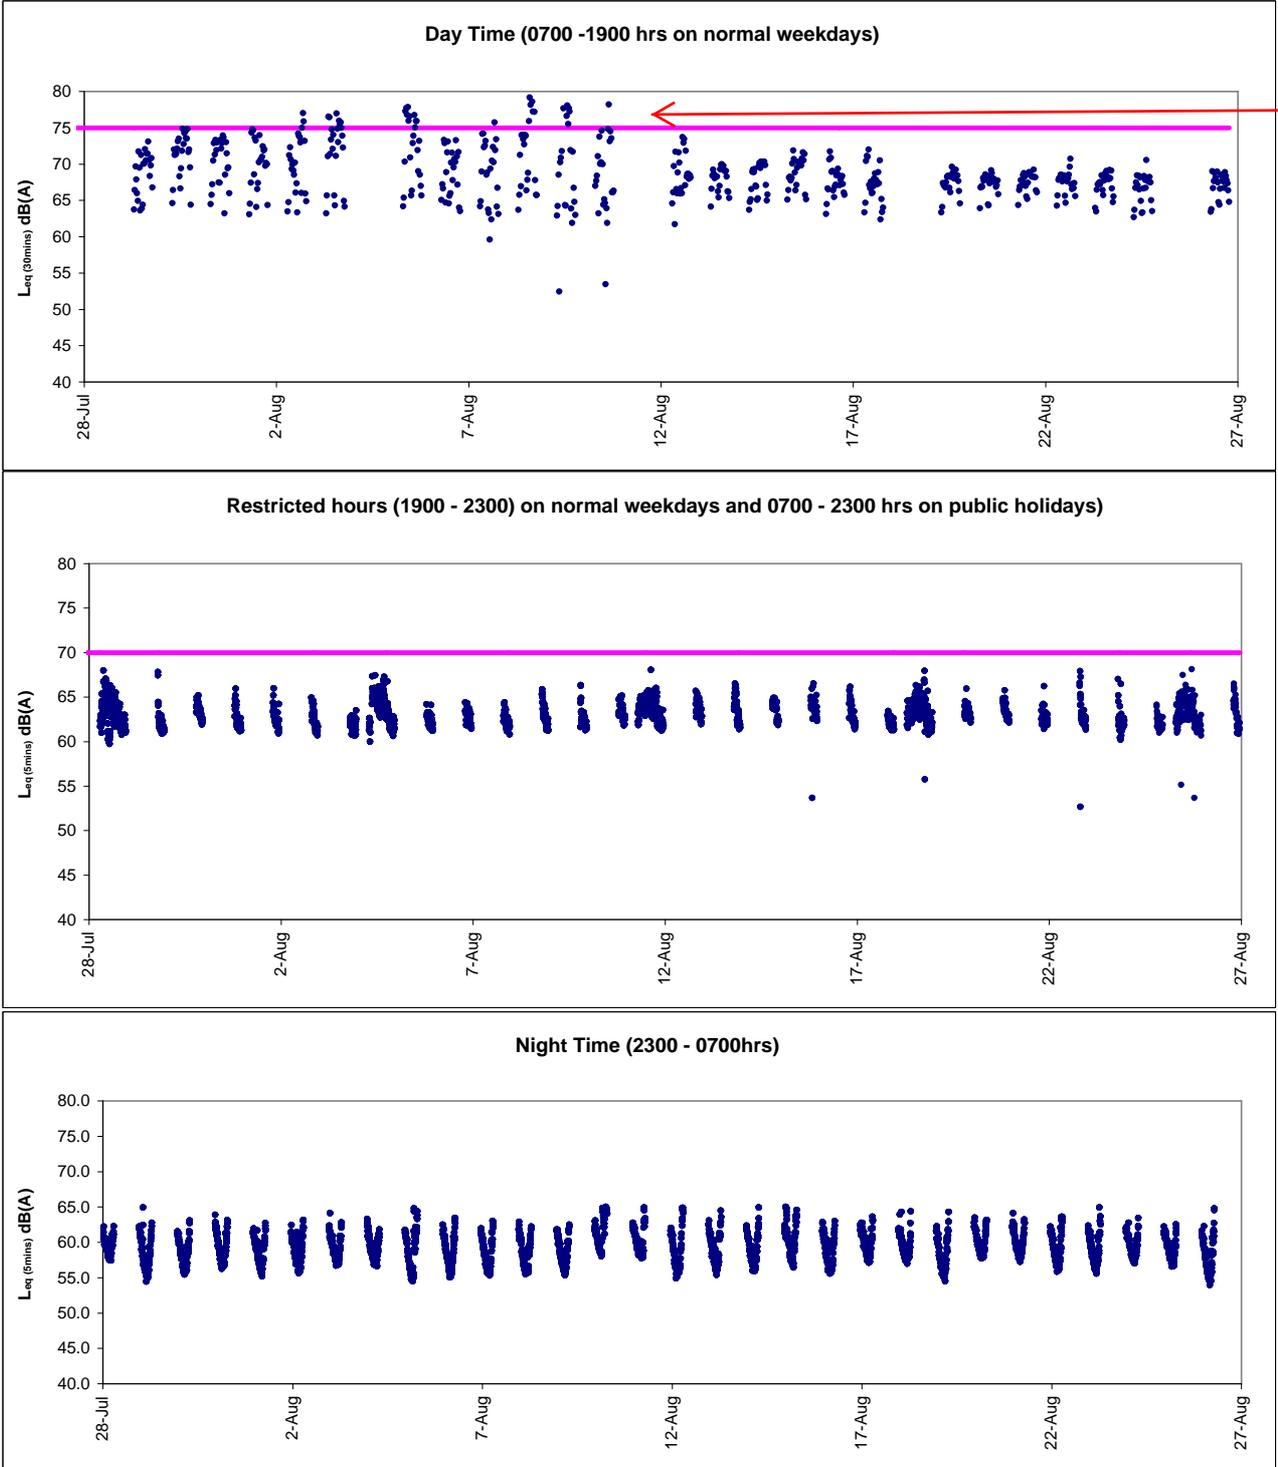 Day Time (0700 -1900 hrs on normal weekdays)
Leq (30mins) dB(A)
80
75
70
65
60
55
50
45
40
28-Jul
2-Aug
7-Aug
12-Aug
17-Aug
22-Aug
27-Aug
Restricted hours (1900 - 2300) on normal weekdays and 0700 - 2300 hrs on public holidays)
Leq (5mins) dB(A)
80
75
70
65
60
55
50
45
40
28-Jul
2-Aug
7-Aug
12-Aug
17-Aug
22-Aug
27-Aug
Night Time (2300 - 0700hrs)
Leq (5mins) dB(A)
80.0
75.0
70.0
65.0
60.0
55.0
50.0
45.0
40.0
28-Jul
2-Aug
7-Aug
12-Aug
17-Aug
22-Aug
27-Aug